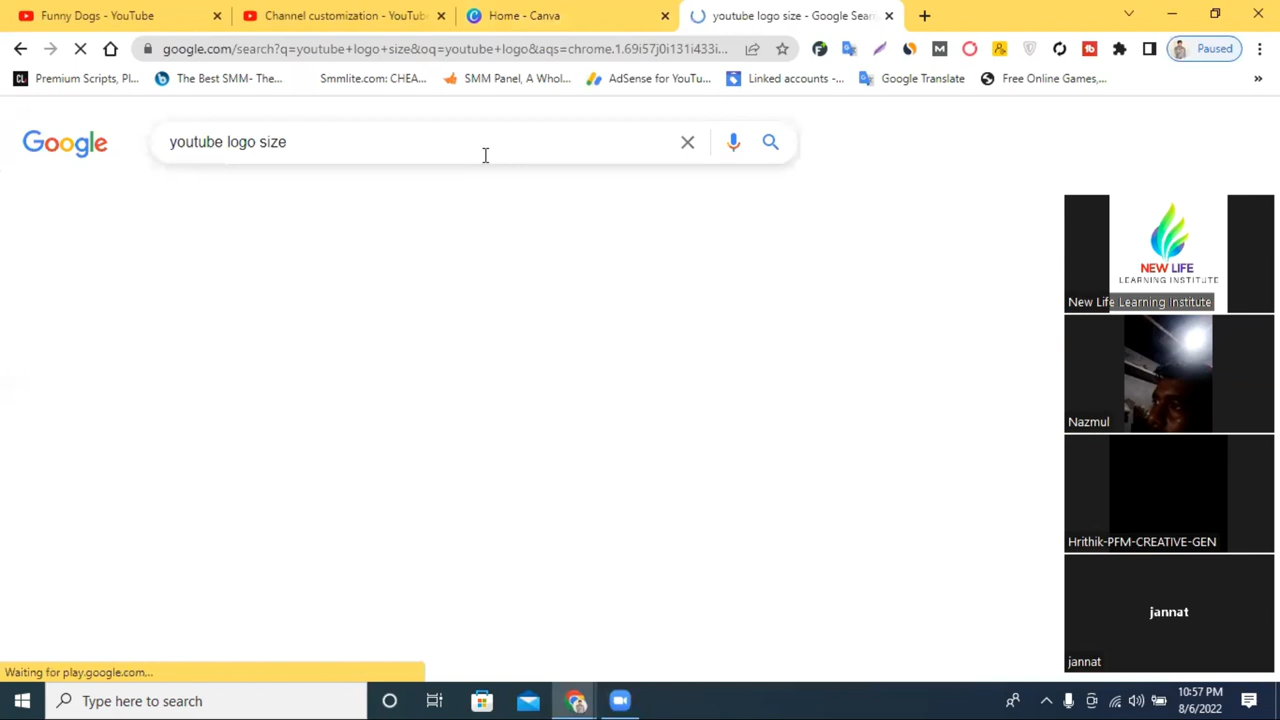 Funny Dogs - YouTube
Channel customization - YouTube
Home - Canva
youtube logo size - Google Sear
google.com/search?q=youtube+logo+size&oq=youtube+logo&aqs=chrome.1.69i57j0i131i433i...
Paused
Premium Scripts, Pl...
The Best SMM- The...
Smmlite.com: CHEA...
SMM Panel, A Whol...
AdSense for YouTu...
Linked accounts -...
Google Translate
Free Online Games,...
Google
youtube logo size
NEW LIFE
LEARNING INSTITUTE
New Life Learning Institute
Nazmul
Hrithik-PFM-CREATIVE-GEN
jannat
jannat
Waiting for play.google.com...
Type here to search
10:57 PM
8/6/2022